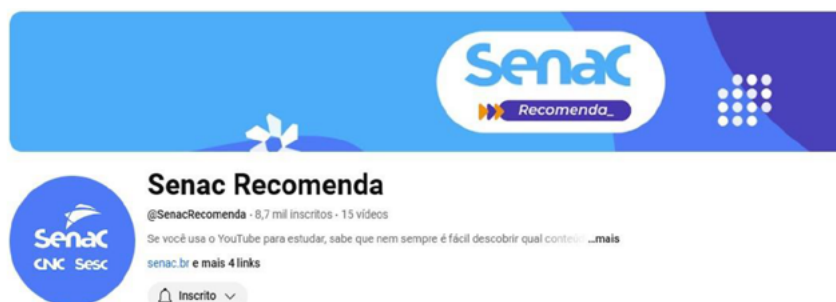 Senac
Recomenda_
Senac
CNC Sesc
Senac Recomenda
@SenacRecomenda · 8,7 mil inscritos · 15 vídeos
Se você usa o YouTube para estudar, sabe que nem sempre é fácil descobrir qual conteúd ...mais
senac.br e mais 4 links
Inscrito